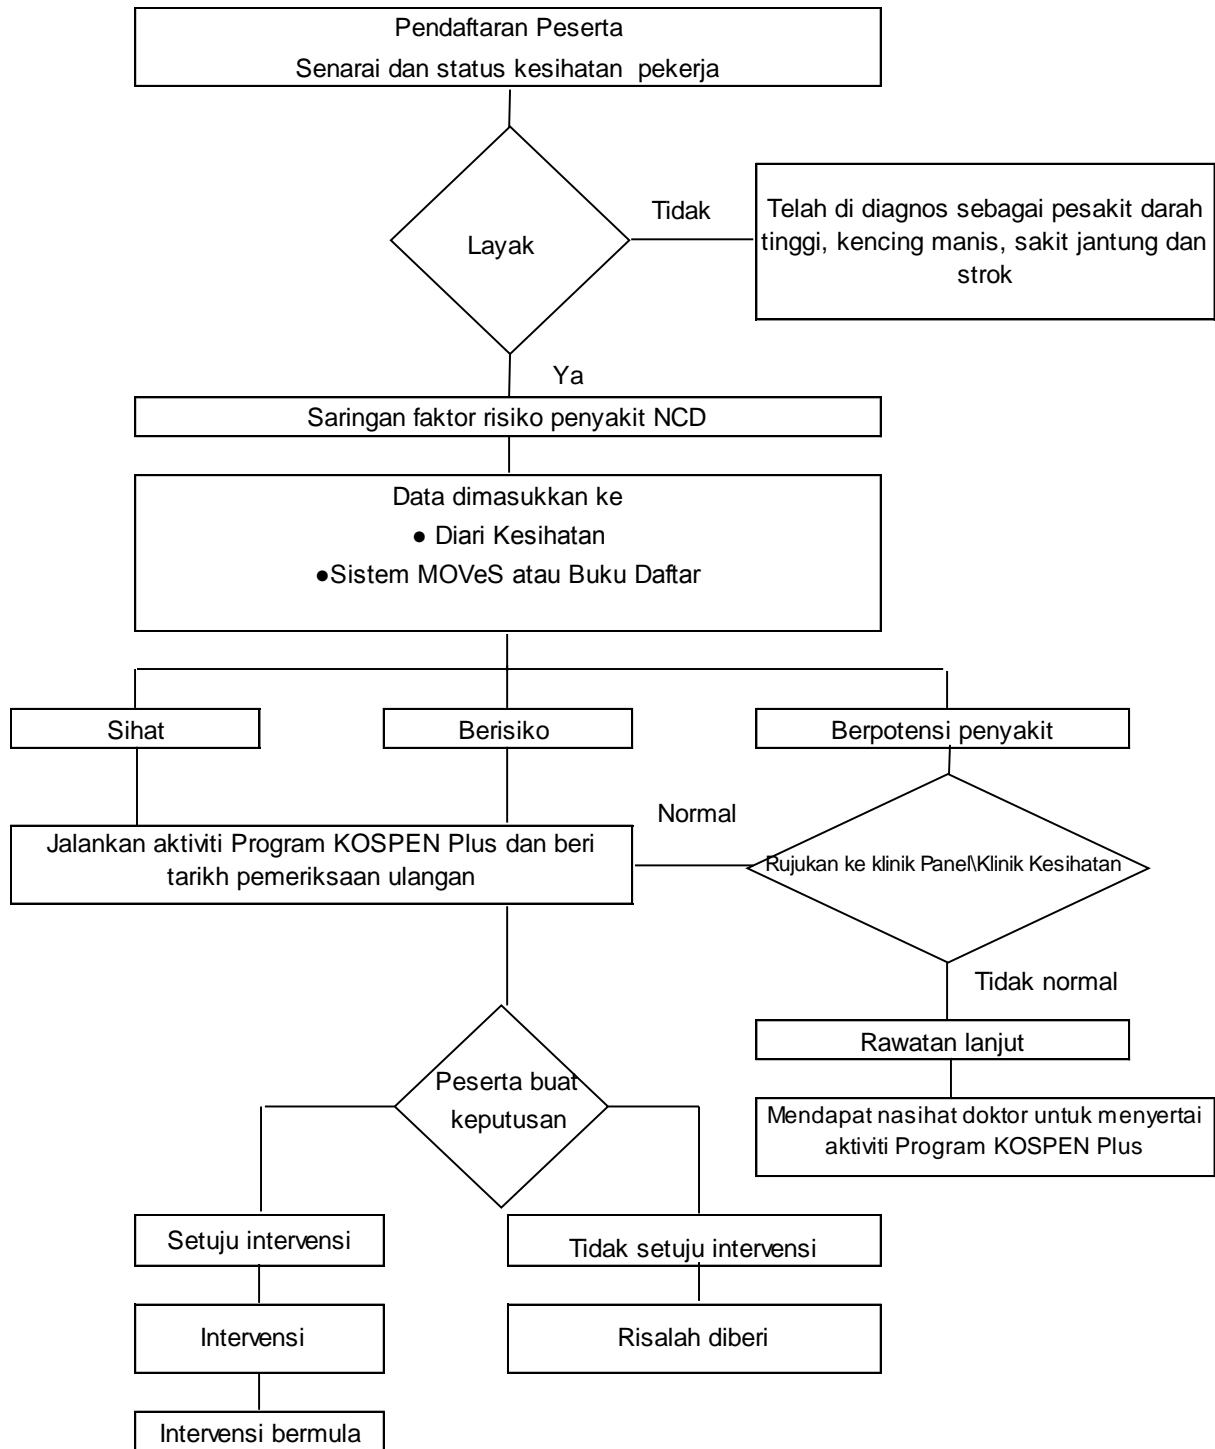 Pendaftaran Peserta
Senarai dan status kesihatan pekerja
Layak
Tidak
Telah di diagnos sebagai pesakit darah
tinggi, kencing manis, sakit jantung dan
strok
Ya
Saringan faktor risiko penyakit NCD
Data dimasukkan ke
● Diari Kesihatan
●Sistem MOVeS atau Buku Daftar
Sihat
Berisiko
Berpotensi penyakit
Jalankan aktiviti Program KOSPEN Plus dan beri
tarikh pemeriksaan ulangan
Normal
Rujukan ke klinik Panel\Klinik Kesihatan
Tidak normal
Rawatan lanjut
Mendapat nasihat doktor untuk menyertai
aktiviti Program KOSPEN Plus
Peserta buat
keputusan
Setuju intervensi
Tidak setuju intervensi
Intervensi
Risalah diberi
Intervensi bermula